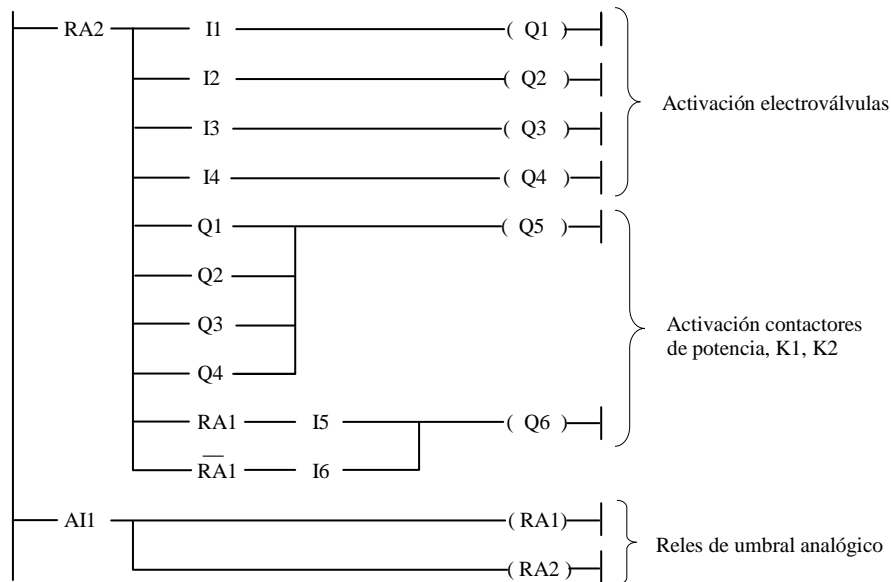 RA2 I1 ( Q1 )
I2 ( Q2 )
Activación electroválvulas
I3 ( Q3 )
I4 ( Q4 )
Q1 ( Q5 )
Q2
Q3
Activación contactores
de potencia, K1, K2
Q4
RA1 I5 ( Q6 )
R̅A̅1 I6
AI1 ( RA1)
Reles de umbral analógico
( RA2 )